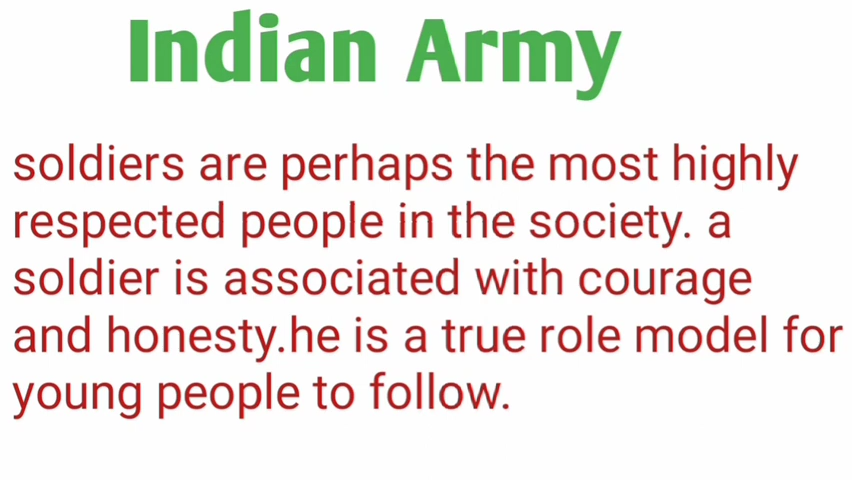 Indian Army
soldiers are perhaps the most highly
respected people in the society. a
soldier is associated with courage
and honesty.he is a true role model for
young people to follow.